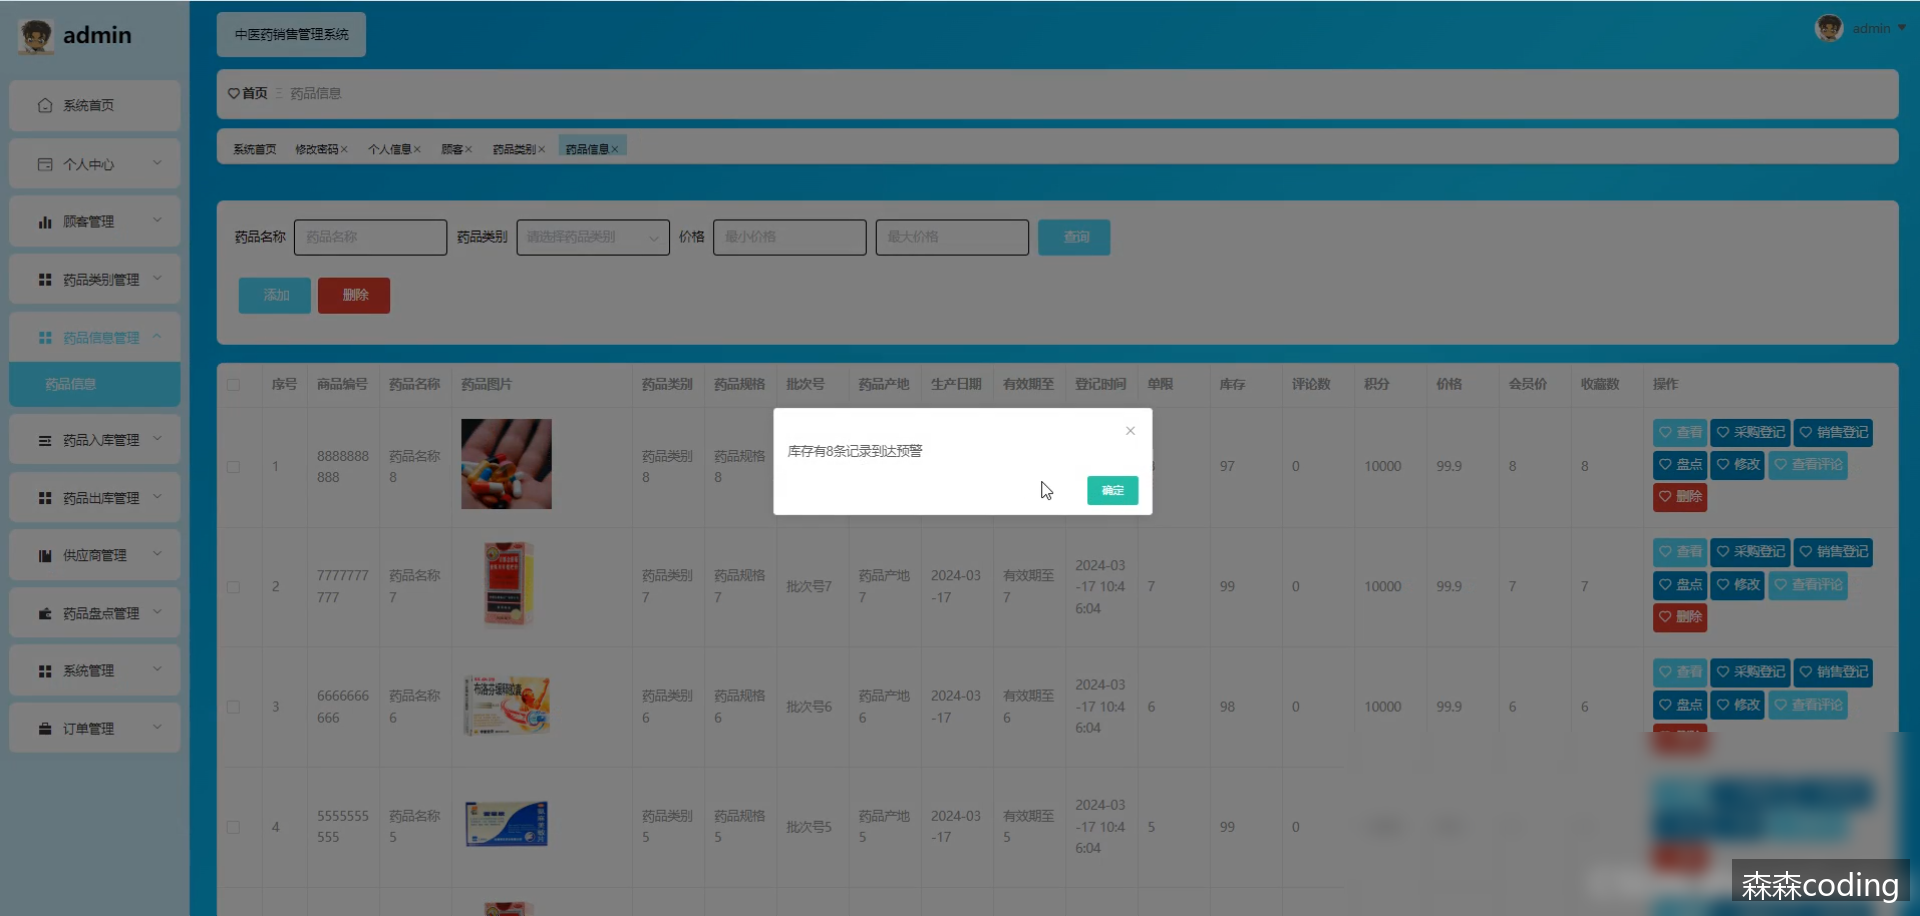 admin
中医药销售管理系统
admin
系统首页
个人中心
顾客管理
药品类别管理
药品信息管理
药品信息
药品入库管理
药品出库管理
供应商管理
药品盘点管理
系统管理
订单管理
首页 药品信息
系统首页 修改密码× 个人信息× 顾客× 药品类别× 药品信息×
药品名称 药品名称 药品类别 请选择药品类别 价格 最小价格 最大价格 查询
添加 删除
序号 商品编号 药品名称 药品图片 药品类别 药品规格 批次号 药品产地 生产日期 有效期至 登记时间 单限 库存 评论数 积分 价格 会员价 收藏数 操作
库存有8条记录到达预警
确定
1 8888888888 药品名称8 药品类别8 药品规格8 97 0 10000 99.9 8 8
查看 采购登记 销售登记
盘点 修改 查看评论
删除
2 7777777777 药品名称7 药品类别7 药品规格7 批次号7 药品产地7 2024-03-17 有效期至7 2024-03-17 10:46:04 7 99 0 10000 99.9 7 7
查看 采购登记 销售登记
盘点 修改 查看评论
删除
3 6666666666 药品名称6 药品类别6 药品规格6 批次号6 药品产地6 2024-03-17 有效期至6 2024-03-17 10:46:04 6 98 0 10000 99.9 6 6
查看 采购登记 销售登记
盘点 修改 查看评论
4 5555555555 药品名称5 药品类别5 药品规格5 批次号5 药品产地5 2024-03-17 有效期至5 2024-03-17 10:46:04 5 99 0
森森coding